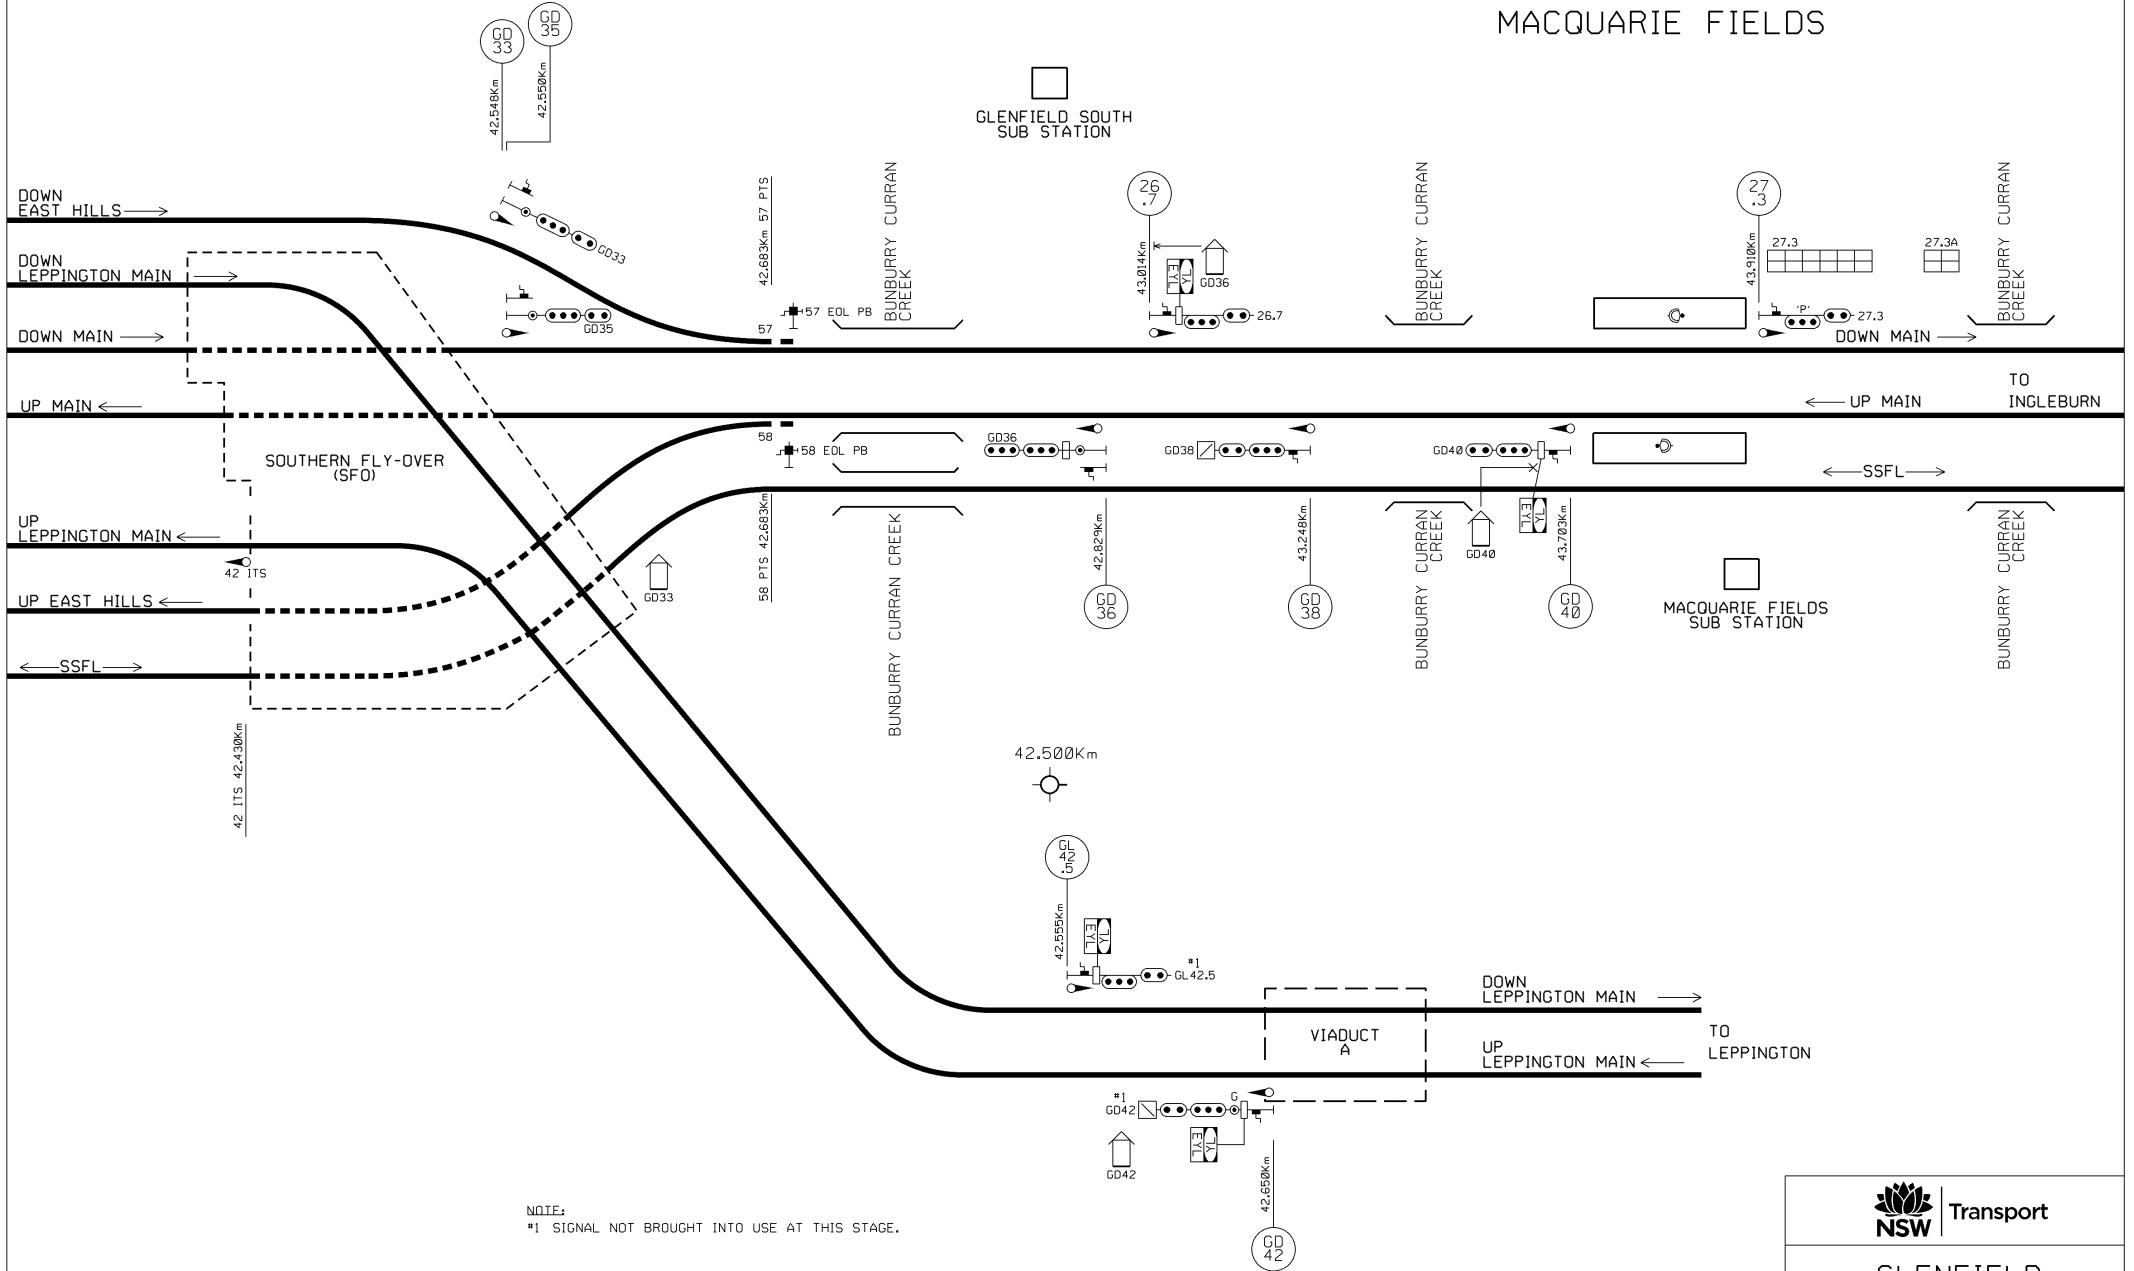 MACQUARIE FIELDS
GD
33
GD
35
42.548Km
42.550Km
GLENFIELD SOUTH
SUB STATION
DOWN
EAST HILLS
DOWN
LEPPINGTON MAIN
DOWN MAIN
UP MAIN
GD33
GD35
42.683Km 57 PTS
57
57 EOL PB
BUNBURRY CURRAN
CREEK
26
.7
43.014Km
EYL
YL
GD36
26.7
BUNBURRY CURRAN
CREEK
27
.3
43.910Km
27.3
27.3A
'P'
27.3
BUNBURRY CURRAN
CREEK
DOWN MAIN
TO
INGLEBURN
UP MAIN
SSFL
SOUTHERN FLY-OVER
(SFO)
58
58 EOL PB
58 PTS 42.683Km
GD36
GD38
GD40
42.829Km
43.248Km
43.703Km
GD
36
GD
38
GD
40
GD40
EYL
YL
BUNBURRY CURRAN CREEK
BUNBURRY CURRAN
CREEK
BUNBURRY CURRAN
CREEK
MACQUARIE FIELDS
SUB STATION
UP
LEPPINGTON MAIN
42 ITS
UP EAST HILLS
SSFL
GD33
42 ITS 42.430Km
42.500Km
GL
42
.5
42.555Km
EYL
YL
#1
GL42.5
DOWN
LEPPINGTON MAIN
VIADUCT
A
UP
LEPPINGTON MAIN
TO
LEPPINGTON
#1
GD42
G
EYL
YL
GD42
42.650Km
GD
42
NOTE:
#1 SIGNAL NOT BROUGHT INTO USE AT THIS STAGE.
NSW
Transport
GLENFIELD